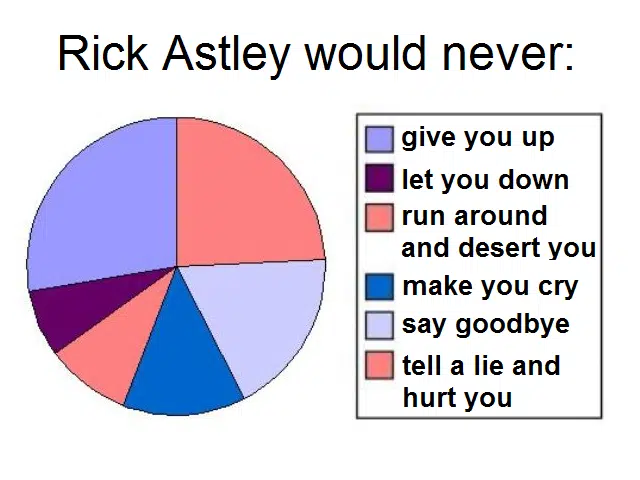 Rick Astley would never:
give you up
let you down
run around
and desert you
make you cry
say goodbye
tell a lie and
hurt you